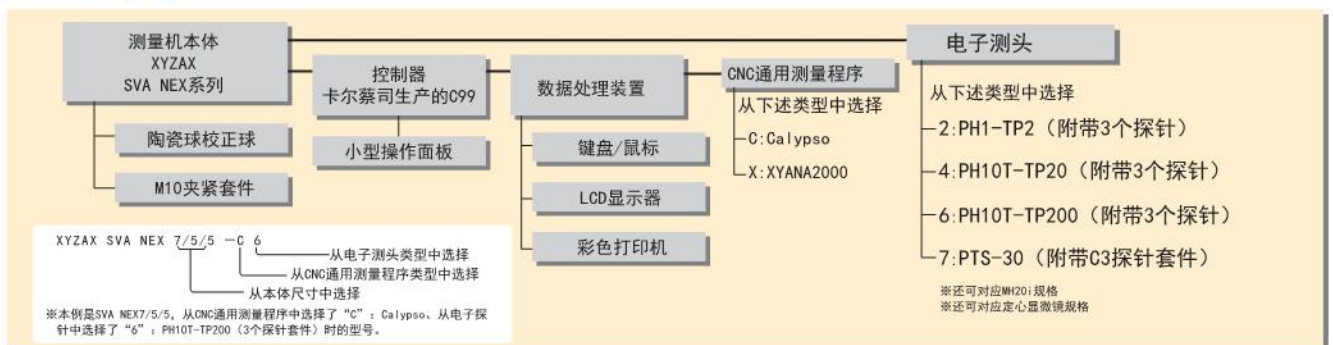 测量机本体
XYZAX
SVA NEX系列
陶瓷球校正球
M10夹紧套件
控制器
卡尔蔡司生产的C99
小型操作面板
数据处理装置
键盘/鼠标
LCD显示器
彩色打印机
CNC通用测量程序
从下述类型中选择
C:Calypso
X:XYANA2000
电子测头
从下述类型中选择
2:PH1-TP2（附带3个探针）
4:PH10T-TP20（附带3个探针）
6:PH10T-TP200（附带3个探针）
7:PTS-30（附带C3探针套件）
※还可对应MH20i规格
※还可对应定心显微镜规格
XYZAX SVA NEX 7/5/5 -C 6
从电子测头类型中选择
从CNC通用测量程序类型中选择
从本体尺寸中选择
※本例是SVA NEX7/5/5，从CNC通用测量程序中选择了“C”：Calypso、从电子探
针中选择了“6”：PH10T-TP200（3个探针套件）时的型号。